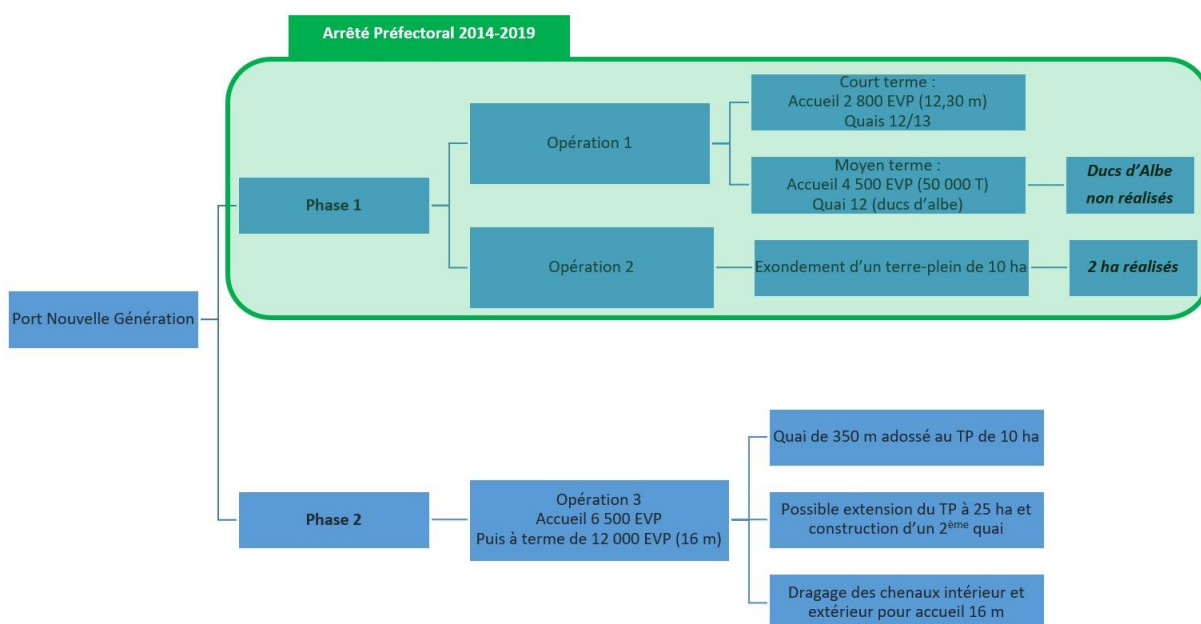 Arrêté Préfectoral 2014-2019
Court terme :
Accueil 2 800 EVP (12,30 m)
Quais 12/13
Opération 1
Moyen terme :
Accueil 4 500 EVP (50 000 T)
Quai 12 (ducs d'albe)
Ducs d'Albe
non réalisés
Phase 1
Opération 2
Exondement d'un terre-plein de 10 ha
2 ha réalisés
Port Nouvelle Génération
Quai de 350 m adossé au TP de 10 ha
Phase 2
Opération 3
Accueil 6 500 EVP
Puis à terme de 12 000 EVP (16 m)
Possible extension du TP à 25 ha et
construction d'un 2ème quai
Dragage des chenaux intérieur et
extérieur pour accueil 16 m